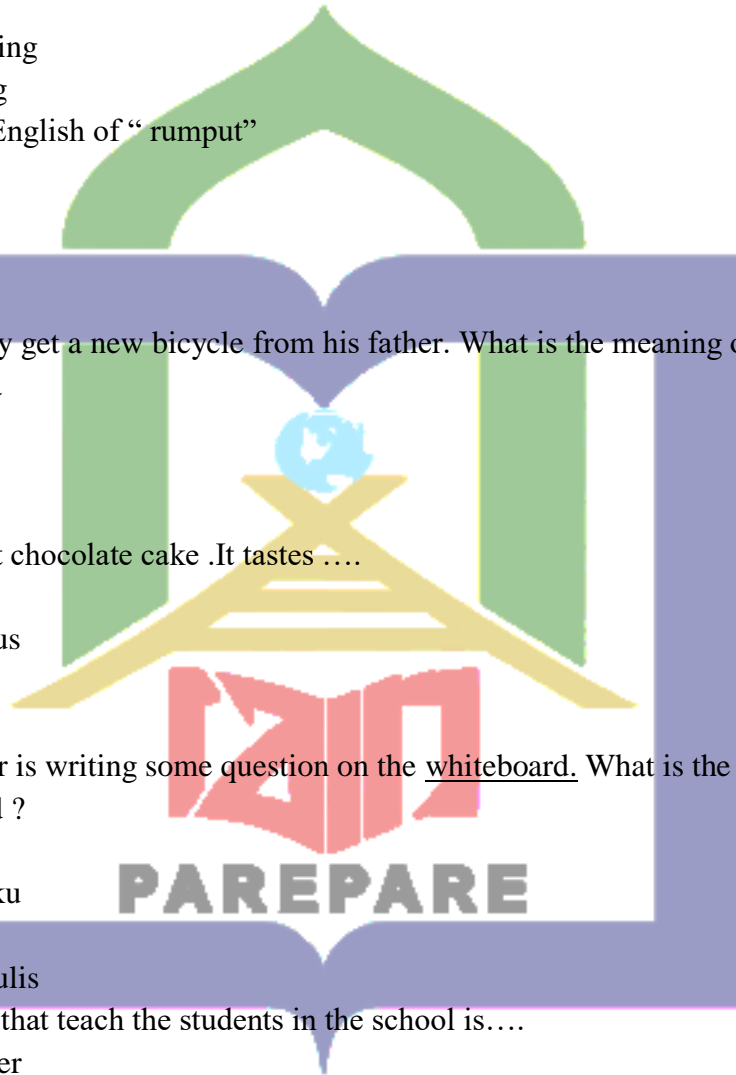 ing
g
English of “ rumput”
y get a new bicycle from his father. What is the meaning o
t chocolate cake .It tastes ….
us
r is writing some question on the whiteboard. What is the
d ?
ku
PAREPARE
ulis
that teach the students in the school is….
er